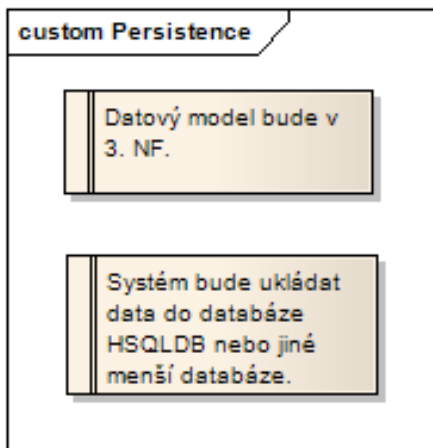 custom Persistence
Datový model bude v
3. NF.
Systém bude ukládat
data do databáze
HSQLDB nebo jiné
menší databáze.